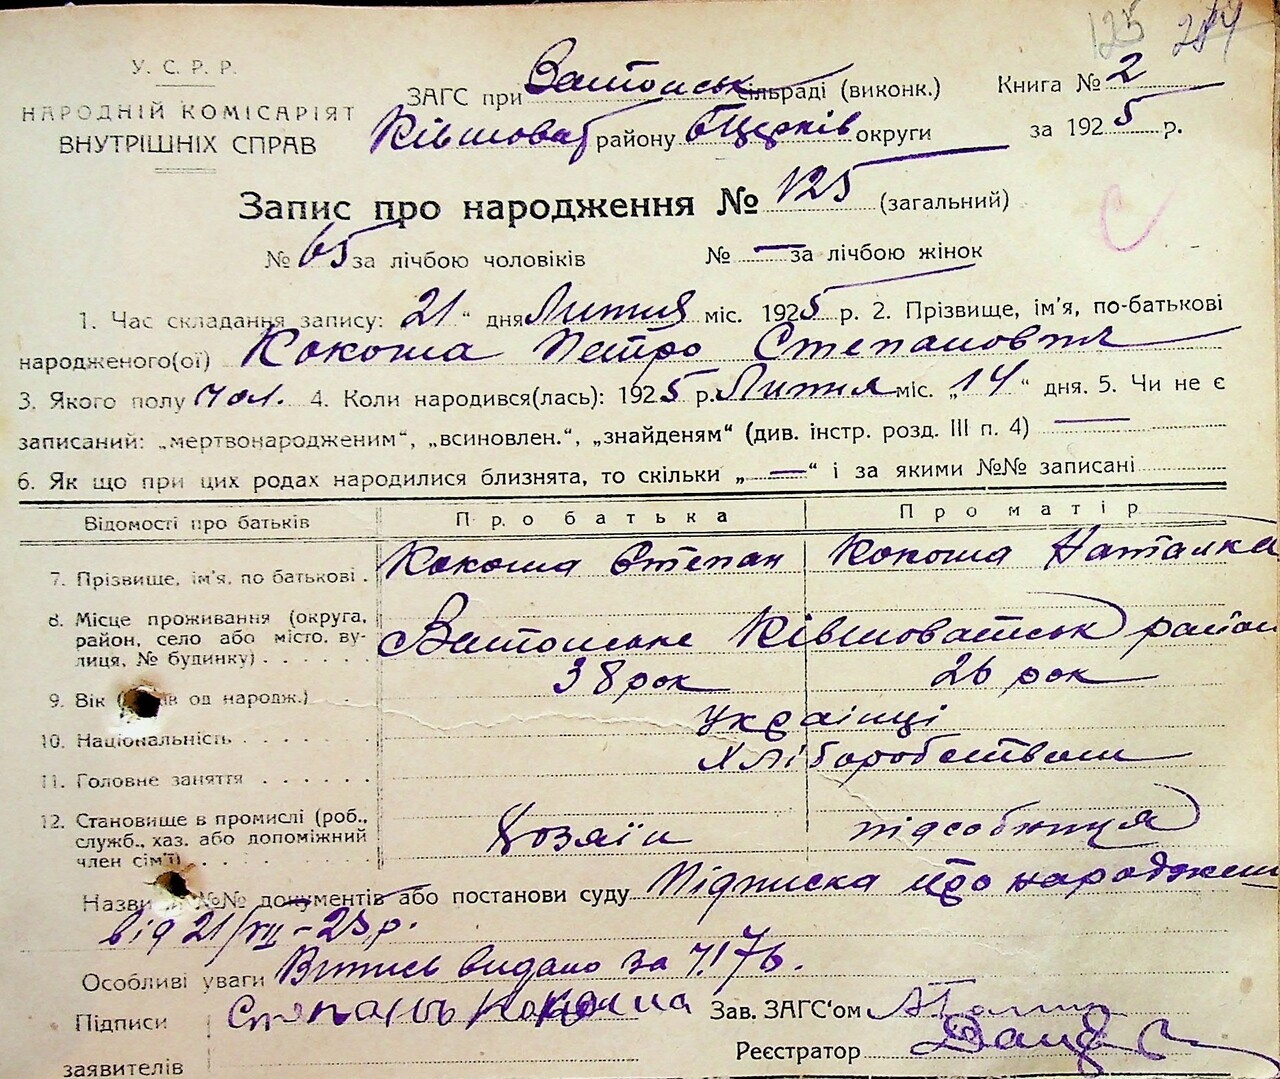 125 284
У. С. Р. Р.
НАРОДНІЙ КОМІСАРІЯТ
ВНУТРІШНІХ СПРАВ
ЗАГС при сільраді (виконк.) Книга № 2
Ківшоват району БЦерків округи за 1925 р.
Запис про народження № 125 (загальний)
№ 65 за лічбою чоловіків № — за лічбою жінок
1. Час складання запису: 21 " дня Липня міс. 1925 р. 2. Прізвище, ім'я, по-батькові
народженого(ої) Кокоша Петро Степанович
3. Якого полу чол. 4. Коли народився(лась): 1925 р. Липня міс. „14" дня. 5. Чи не є
записаний: „мертвонародженим", „всиновлен.", „знайденям" (див. інстр. розд. III п. 4) —
6. Як що при цих родах народилися близнята, то скільки „—" і за якими №№ записані
Відомості про батьків Про батька Про матір
7. Прізвище, ім'я, по батькові . Кокоша Степан Кокоша Наталка
8. Місце проживання (округа, район, село або місто, вулиця, № будинку) Ківшоватськ район
9. Вік од народж.) 38 рок 26 рок
10. Національність Українці
11. Головне заняття Хліборобством
12. Становище в промислі (роб., служб., хаз. або допоміжний член сім'ї) Хозяїн підсобниця
Назви №№ документів або постанови суду Підписка про народжен
від 21/VII–25 р.
Особливі уваги Витись видано за
Підписи заявителів Степань Кокоша Зав. ЗАГС'ом
Реєстратор